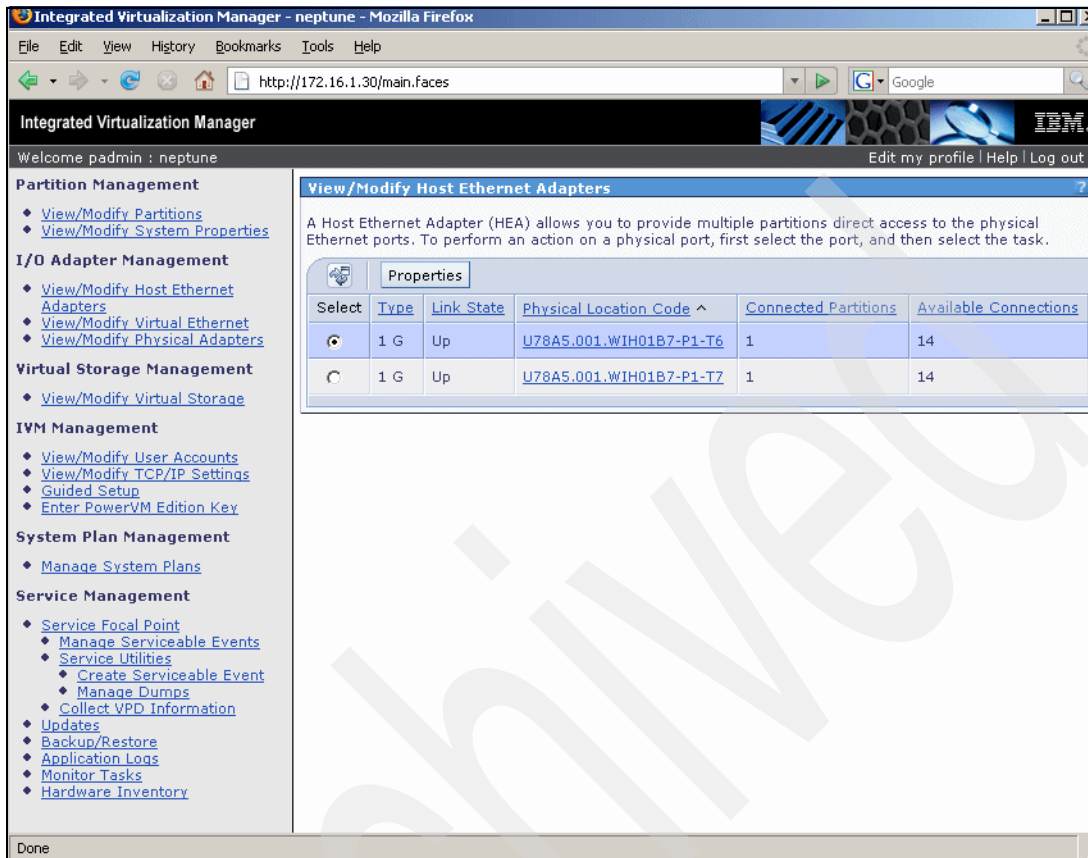 Integrated Virtualization Manager - neptune - Mozilla Firefox
File Edit View History Bookmarks Tools Help
http://172.16.1.30/main.faces
G Google
Integrated Virtualization Manager
IBM.
Welcome padmin : neptune
Edit my profile | Help | Log out
Partition Management
View/Modify Partitions
View/Modify System Properties
I/O Adapter Management
View/Modify Host Ethernet
Adapters
View/Modify Virtual Ethernet
View/Modify Physical Adapters
Virtual Storage Management
View/Modify Virtual Storage
IVM Management
View/Modify User Accounts
View/Modify TCP/IP Settings
Guided Setup
Enter PowerVM Edition Key
System Plan Management
Manage System Plans
Service Management
Service Focal Point
Manage Serviceable Events
Service Utilities
Create Serviceable Event
Manage Dumps
Collect VPD Information
Updates
Backup/Restore
Application Logs
Monitor Tasks
Hardware Inventory
View/Modify Host Ethernet Adapters ?
A Host Ethernet Adapter (HEA) allows you to provide multiple partitions direct access to the physical
Ethernet ports. To perform an action on a physical port, first select the port, and then select the task.
Properties
Select Type Link State Physical Location Code ^ Connected Partitions Available Connections
1 G Up U78A5.001.WIH01B7-P1-T6 1 14
1 G Up U78A5.001.WIH01B7-P1-T7 1 14
Done